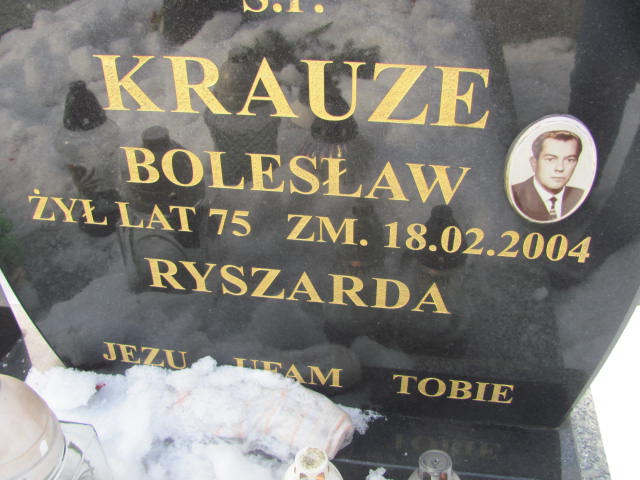 Ś.P.
KRAUZE
BOLESŁAW
ŻYŁ LAT 75 ZM. 18.02.2004
RYSZARDA
JEZU UFAM TOBIE